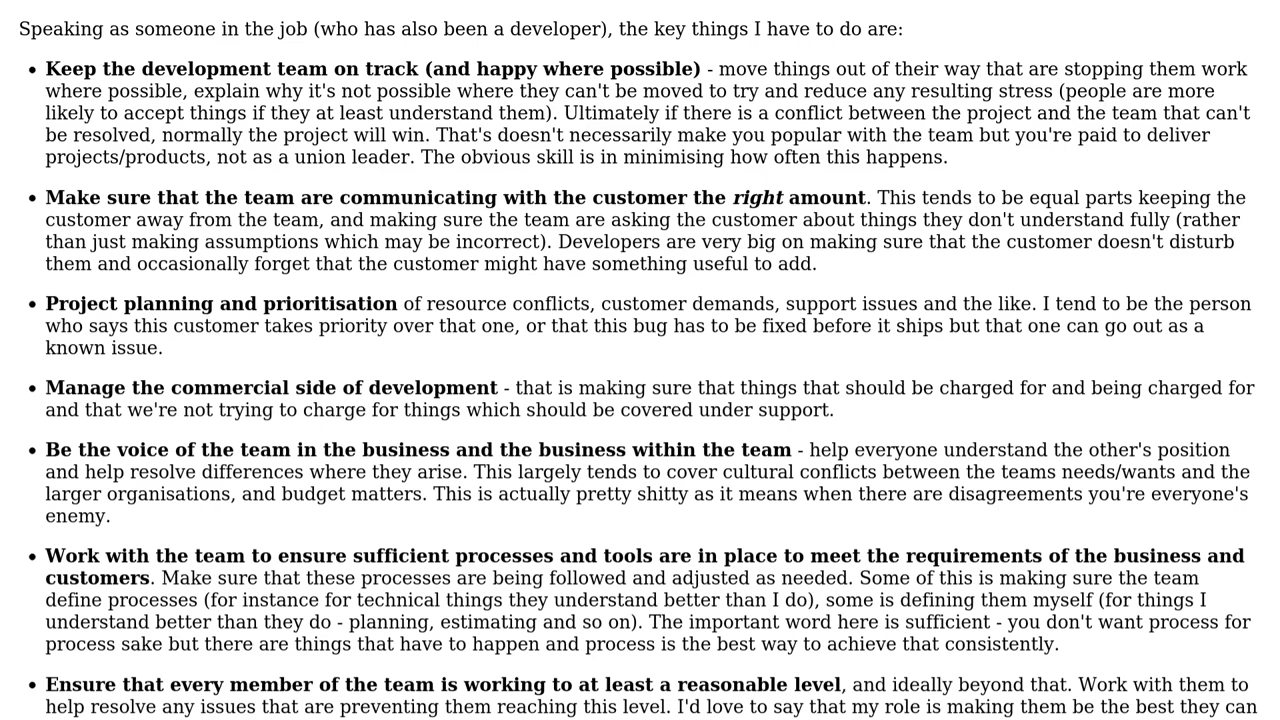 Speaking as someone in the job (who has also been a developer), the key things I have to do are:
• Keep the development team on track (and happy where possible) - move things out of their way that are stopping them work
where possible, explain why it's not possible where they can't be moved to try and reduce any resulting stress (people are more
likely to accept things if they at least understand them). Ultimately if there is a conflict between the project and the team that can't
be resolved, normally the project will win. That's doesn't necessarily make you popular with the team but you're paid to deliver
projects/products, not as a union leader. The obvious skill is in minimising how often this happens.
• Make sure that the team are communicating with the customer the right amount. This tends to be equal parts keeping the
customer away from the team, and making sure the team are asking the customer about things they don't understand fully (rather
than just making assumptions which may be incorrect). Developers are very big on making sure that the customer doesn't disturb
them and occasionally forget that the customer might have something useful to add.
• Project planning and prioritisation of resource conflicts, customer demands, support issues and the like. I tend to be the person
who says this customer takes priority over that one, or that this bug has to be fixed before it ships but that one can go out as a
known issue.
• Manage the commercial side of development - that is making sure that things that should be charged for and being charged for
and that we're not trying to charge for things which should be covered under support.
• Be the voice of the team in the business and the business within the team - help everyone understand the other's position
and help resolve differences where they arise. This largely tends to cover cultural conflicts between the teams needs/wants and the
larger organisations, and budget matters. This is actually pretty shitty as it means when there are disagreements you're everyone's
enemy.
• Work with the team to ensure sufficient processes and tools are in place to meet the requirements of the business and
customers. Make sure that these processes are being followed and adjusted as needed. Some of this is making sure the team
define processes (for instance for technical things they understand better than I do), some is defining them myself (for things I
understand better than they do - planning, estimating and so on). The important word here is sufficient - you don't want process for
process sake but there are things that have to happen and process is the best way to achieve that consistently.
• Ensure that every member of the team is working to at least a reasonable level, and ideally beyond that. Work with them to
help resolve any issues that are preventing them reaching this level. I'd love to say that my role is making them be the best they can